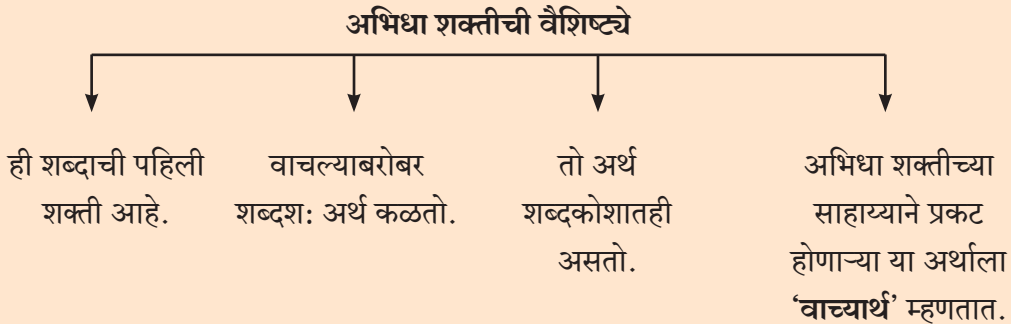 अभिधा शक्तीची वैशिष्ट्ये
ही शब्दाची पहिली
शक्ती आहे.
वाचल्याबरोबर
शब्दश: अर्थ कळतो.
तो अर्थ
शब्दकोशातही
असतो.
अभिधा शक्तीच्या
साहाय्याने प्रकट
होणाऱ्या या अर्थाला
‘वाच्यार्थ’ म्हणतात.